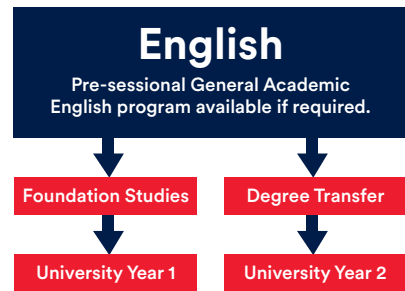 English
Pre-sessional General Academic
English program available if required.
Foundation Studies
Degree Transfer
University Year 1
University Year 2